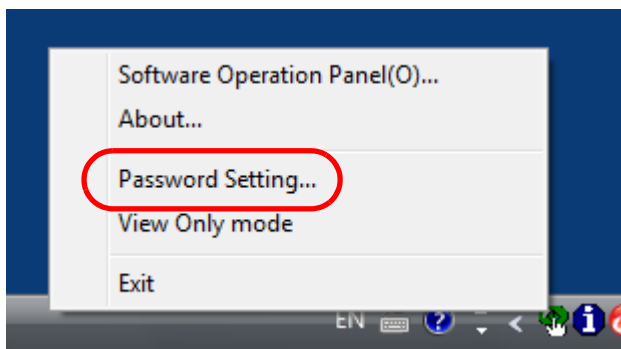 Software Operation Panel(O)...
About...
Password Setting...
View Only mode
Exit
EN